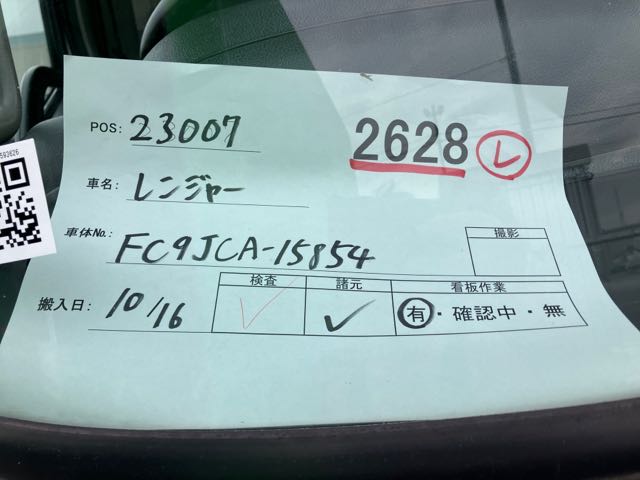 POS: 23007
2628 レ
車名: レンジャー
車体No.: FC9JCA-15854
撮影
搬入日: 10/16
検査 諸元 看板作業
✓ ✓ 有・確認中・無
592626